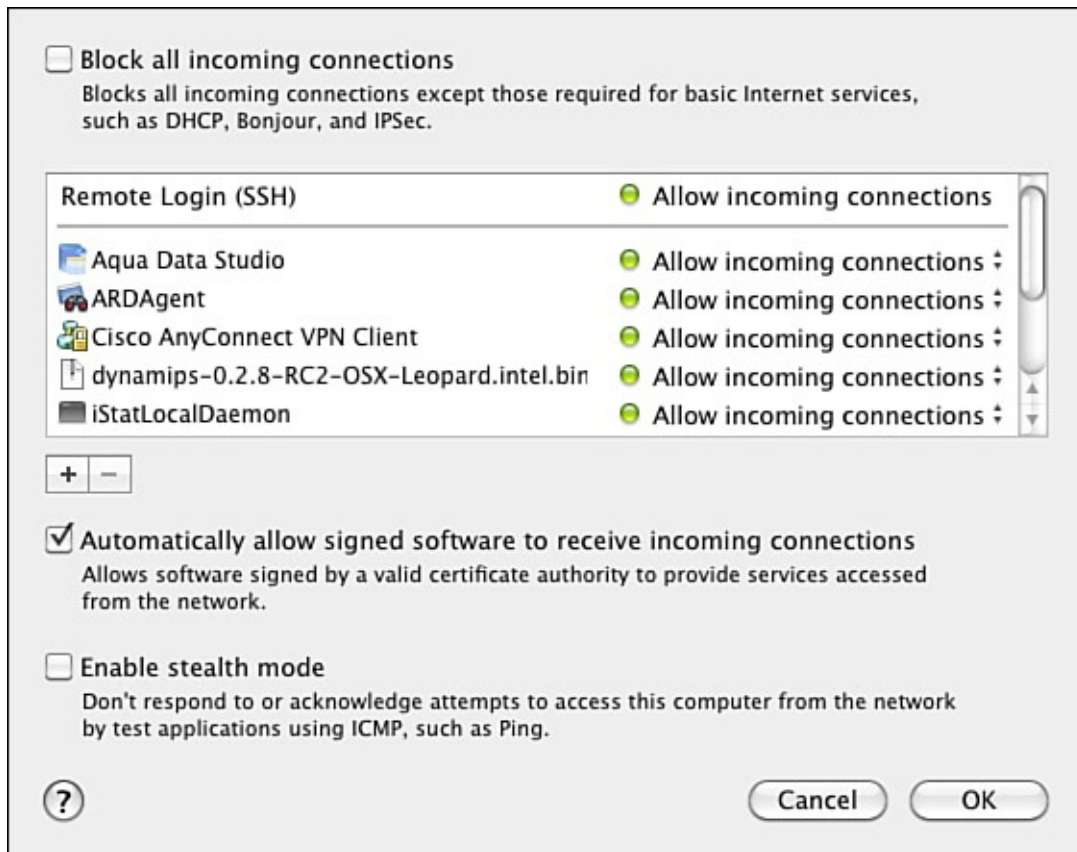 Block all incoming connections
Blocks all incoming connections except those required for basic Internet services,
such as DHCP, Bonjour, and IPSec.
Remote Login (SSH) Allow incoming connections
Aqua Data Studio Allow incoming connections
ARDAgent Allow incoming connections
Cisco AnyConnect VPN Client Allow incoming connections
dynamips-0.2.8-RC2-OSX-Leopard.intel.bin Allow incoming connections
iStatLocalDaemon Allow incoming connections
+ −
Automatically allow signed software to receive incoming connections
Allows software signed by a valid certificate authority to provide services accessed
from the network.
Enable stealth mode
Don't respond to or acknowledge attempts to access this computer from the network
by test applications using ICMP, such as Ping.
? Cancel OK